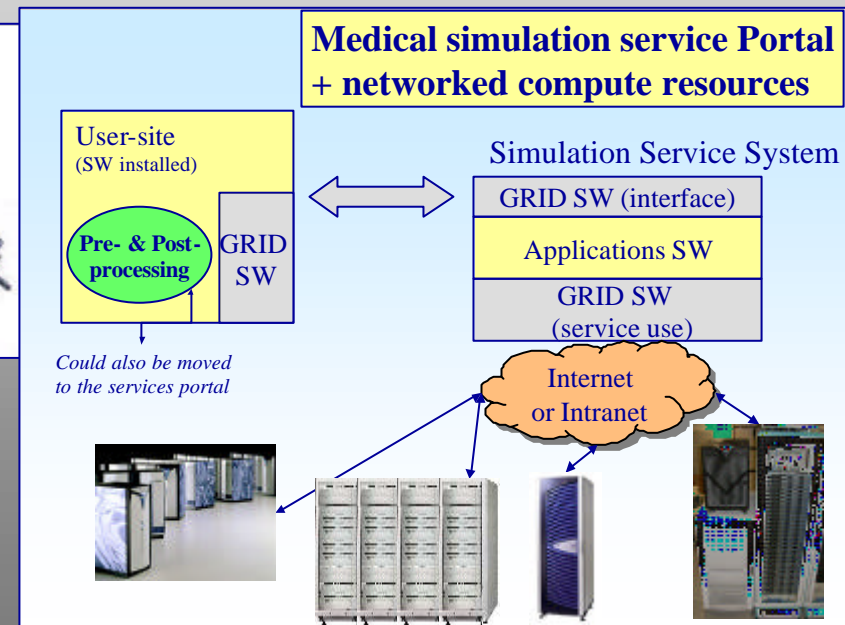 Medical simulation service Portal
+ networked compute resources
User-site
(SW installed)
Pre- & Post-
processing
GRID
SW
Could also be moved
to the services portal
Simulation Service System
GRID SW (interface)
Applications SW
GRID SW
(service use)
Internet
or Intranet